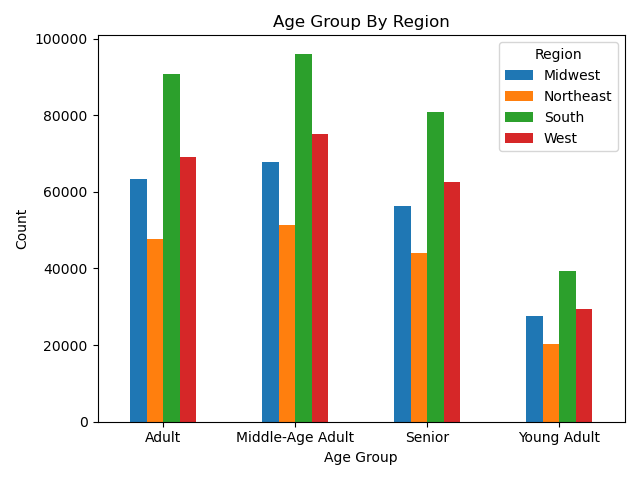 Age Group By Region
100000
80000
60000
40000
20000
0
Count
Region
Midwest
Northeast
South
West
Adult
Middle-Age Adult
Senior
Young Adult
Age Group